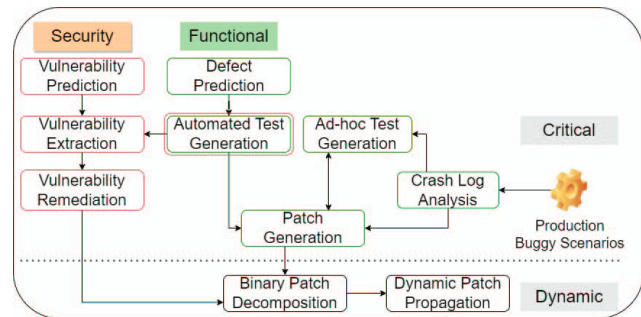 Security
Functional
Vulnerability
Prediction
Defect
Prediction
Vulnerability
Extraction
Automated Test
Generation
Ad-hoc Test
Generation
Critical
Vulnerability
Remediation
Crash Log
Analysis
Patch
Generation
Production
Buggy Scenarios
Binary Patch
Decomposition
Dynamic Patch
Propagation
Dynamic